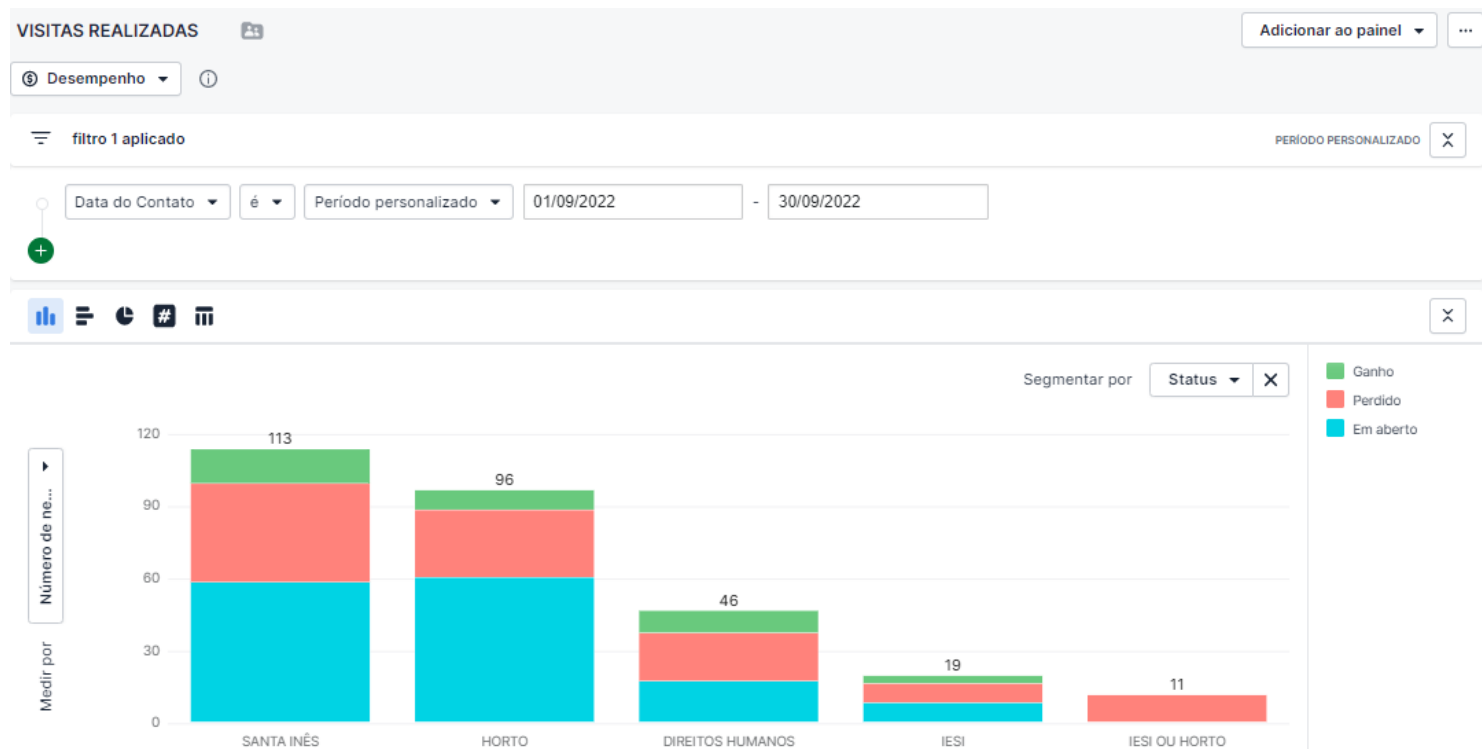 VISITAS REALIZADAS
Adicionar ao painel
...
Desempenho
filtro 1 aplicado
PERÍODO PERSONALIZADO
Data do Contato é Período personalizado 01/09/2022 - 30/09/2022
#
Segmentar por Status
Ganho
Perdido
Em aberto
Medir por Número de ne...
120
90
60
30
0
113
96
46
19
11
SANTA INÊS HORTO DIREITOS HUMANOS IESI IESI OU HORTO